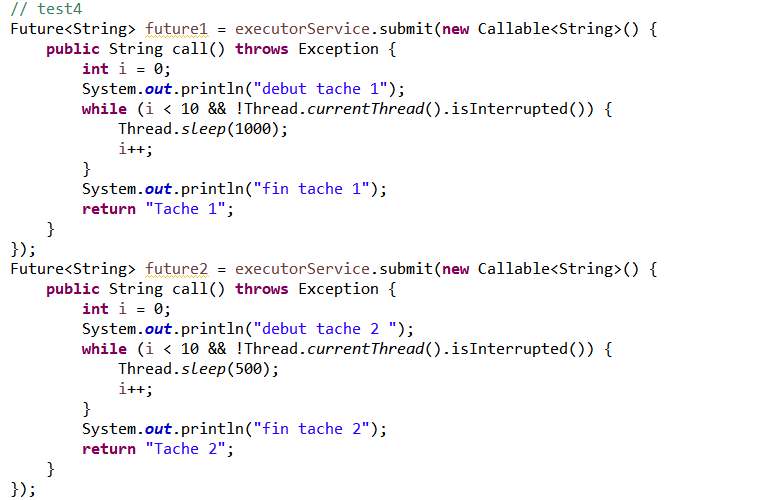 // test4
Future<String> future1 = executorService.submit(new Callable<String>() {
    public String call() throws Exception {
        int i = 0;
        System.out.println("debut tache 1");
        while (i < 10 && !Thread.currentThread().isInterrupted()) {
            Thread.sleep(1000);
            i++;
        }
        System.out.println("fin tache 1");
        return "Tache 1";
    }
});
Future<String> future2 = executorService.submit(new Callable<String>() {
    public String call() throws Exception {
        int i = 0;
        System.out.println("debut tache 2 ");
        while (i < 10 && !Thread.currentThread().isInterrupted()) {
            Thread.sleep(500);
            i++;
        }
        System.out.println("fin tache 2");
        return "Tache 2";
    }
});